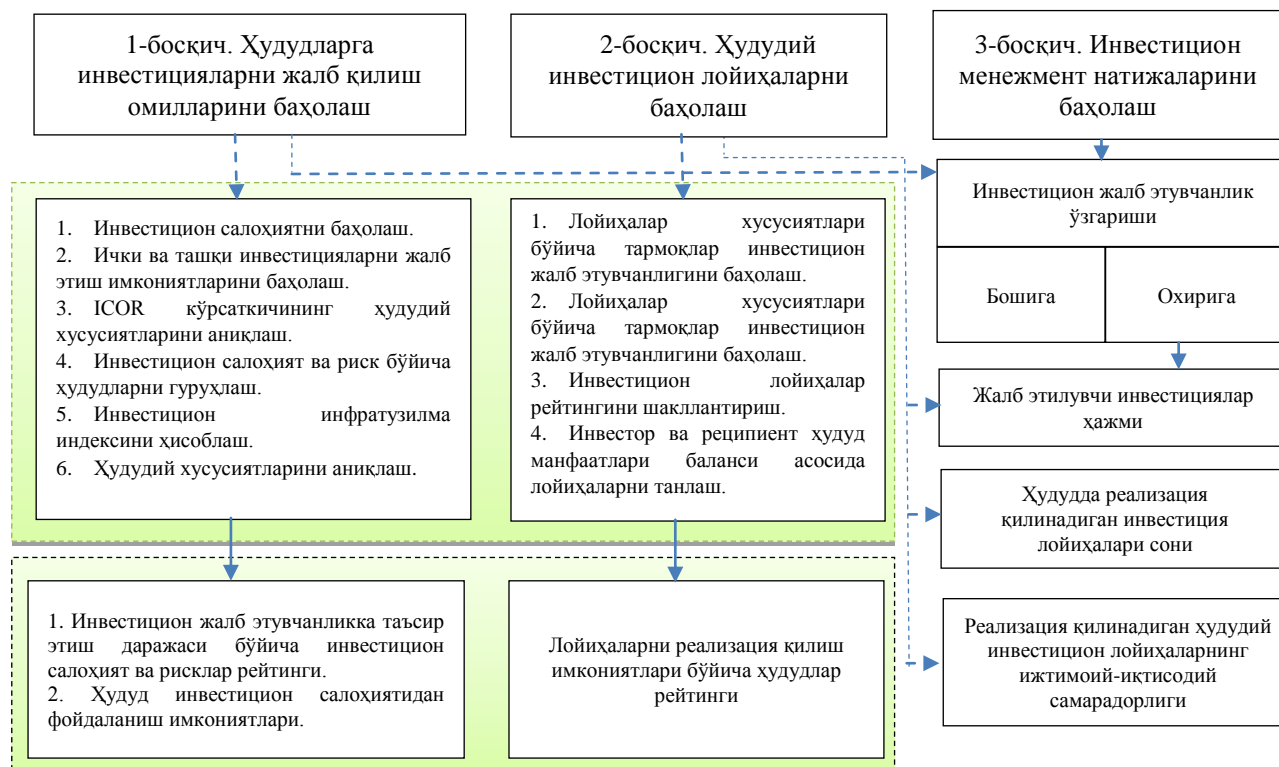 1-босқич. Ҳудудларга
инвестицияларни жалб қилиш
омилларини баҳолаш
2-босқич. Ҳудудий
инвестицион лойиҳаларни
баҳолаш
3-босқич. Инвестицион
менежмент натижаларини
баҳолаш
1. Инвестицион салоҳиятни баҳолаш.
2. Ички ва ташқи инвестицияларни жалб
этиш имкониятларини баҳолаш.
3. ICOR кўрсаткичининг ҳудудий
хусусиятларини аниқлаш.
4. Инвестицион салоҳият ва риск бўйича
ҳудудларни гуруҳлаш.
5. Инвестицион инфратузилма
индексини ҳисоблаш.
6. Ҳудудий хусусиятларини аниқлаш.
1. Лойиҳалар хусусиятлари
бўйича тармоқлар инвестицион
жалб этувчанлигини баҳолаш.
2. Лойиҳалар хусусиятлари
бўйича тармоқлар инвестицион
жалб этувчанлигини баҳолаш.
3. Инвестицион лойиҳалар
рейтингини шакллантириш.
4. Инвестор ва реципиент ҳудуд
манфаатлари баланси асосида
лойиҳаларни танлаш.
Инвестицион жалб этувчанлик
ўзгариши
Бошига
Охирига
Жалб этилувчи инвестициялар
ҳажми
Ҳудудда реализация
қилинадиган инвестиция
лойиҳалари сони
Реализация қилинадиган ҳудудий
инвестицион лойиҳаларнинг
ижтимоий-иқтисодий
самарадорлиги
1. Инвестицион жалб этувчанликка таъсир
этиш даражаси бўйича инвестицион
салоҳият ва рисклар рейтинги.
2. Ҳудуд инвестицион салоҳиятидан
фойдаланиш имкониятлари.
Лойиҳаларни реализация қилиш
имкониятлари бўйича ҳудудлар
рейтинги